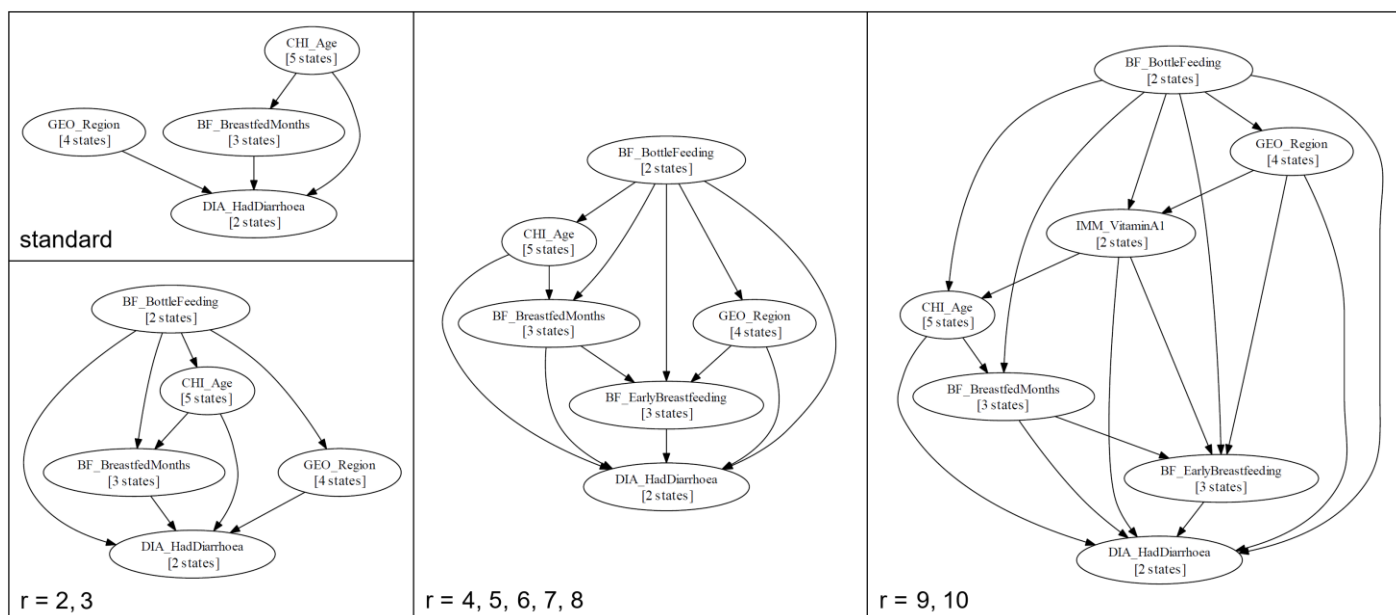 CHI_Age
[5 states]
GEO_Region
[4 states]
BF_BreastfedMonths
[3 states]
DIA_HadDiarrhoea
[2 states]
standard
BF_BottleFeeding
[2 states]
CHI_Age
[5 states]
BF_BreastfedMonths
[3 states]
GEO_Region
[4 states]
DIA_HadDiarrhoea
[2 states]
r = 2, 3
BF_BottleFeeding
[2 states]
CHI_Age
[5 states]
BF_BreastfedMonths
[3 states]
GEO_Region
[4 states]
BF_EarlyBreastfeeding
[3 states]
DIA_HadDiarrhoea
[2 states]
r = 4, 5, 6, 7, 8
BF_BottleFeeding
[2 states]
GEO_Region
[4 states]
IMM_VitaminA1
[2 states]
CHI_Age
[5 states]
BF_BreastfedMonths
[3 states]
BF_EarlyBreastfeeding
[3 states]
DIA_HadDiarrhoea
[2 states]
r = 9, 10